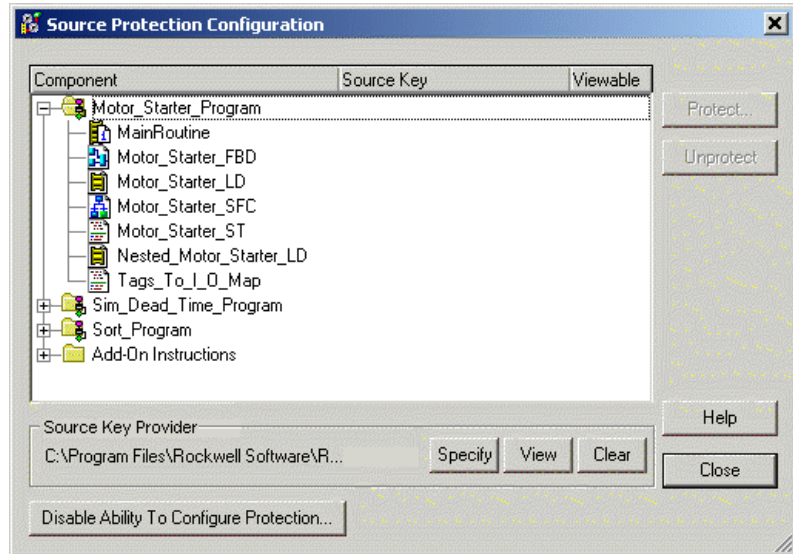 Source Protection Configuration
Component Source Key Viewable
Motor_Starter_Program
MainRoutine
Motor_Starter_FBD
Motor_Starter_LD
Motor_Starter_SFC
Motor_Starter_ST
Nested_Motor_Starter_LD
Tags_To_I_O_Map
Sim_Dead_Time_Program
Sort_Program
Add-On Instructions
Protect...
Unprotect
Source Key Provider
C:\Program Files\Rockwell Software\R...
Specify View Clear
Help
Close
Disable Ability To Configure Protection...